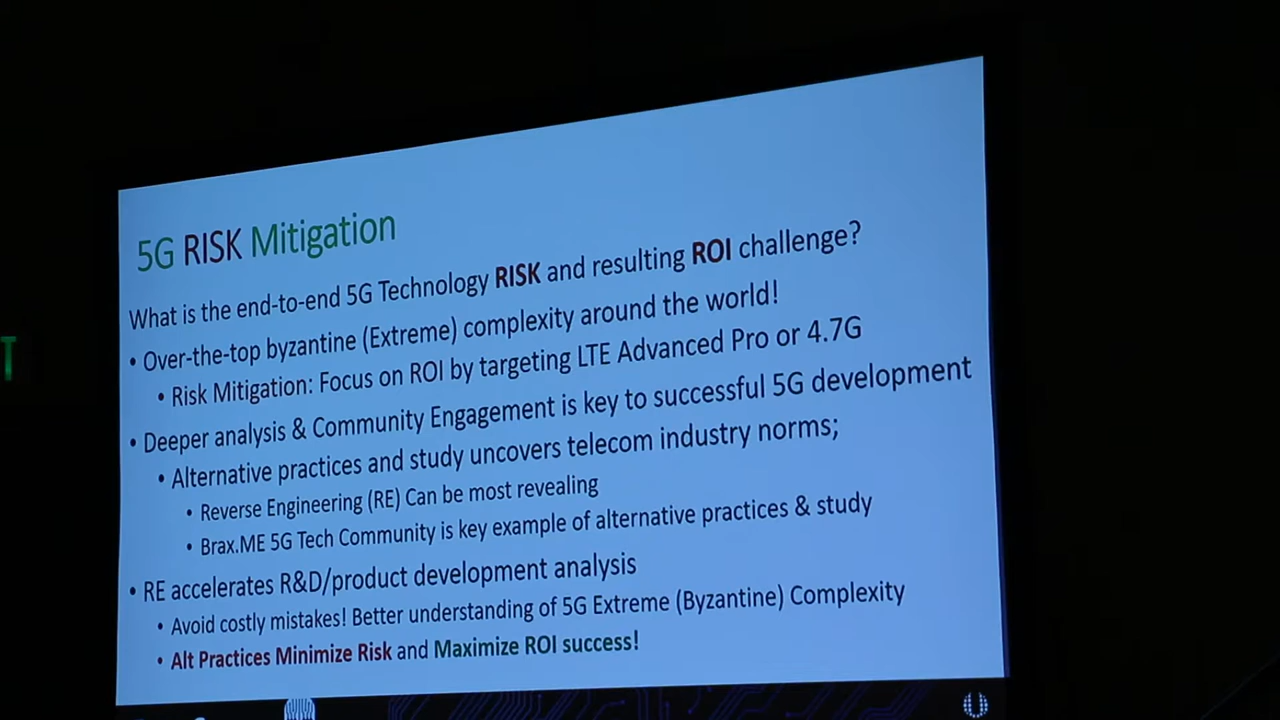 5G RISK Mitigation
What is the end-to-end 5G Technology RISK and resulting ROI challenge?
• Over-the-top byzantine (Extreme) complexity around the world!
• Risk Mitigation: Focus on ROI by targeting LTE Advanced Pro or 4.7G
• Deeper analysis & Community Engagement is key to successful 5G development
• Alternative practices and study uncovers telecom industry norms;
• Reverse Engineering (RE) Can be most revealing
• Brax.ME 5G Tech Community is key example of alternative practices & study
• RE accelerates R&D/product development analysis
• Avoid costly mistakes! Better understanding of 5G Extreme (Byzantine) Complexity
• Alt Practices Minimize Risk and Maximize ROI success!
T